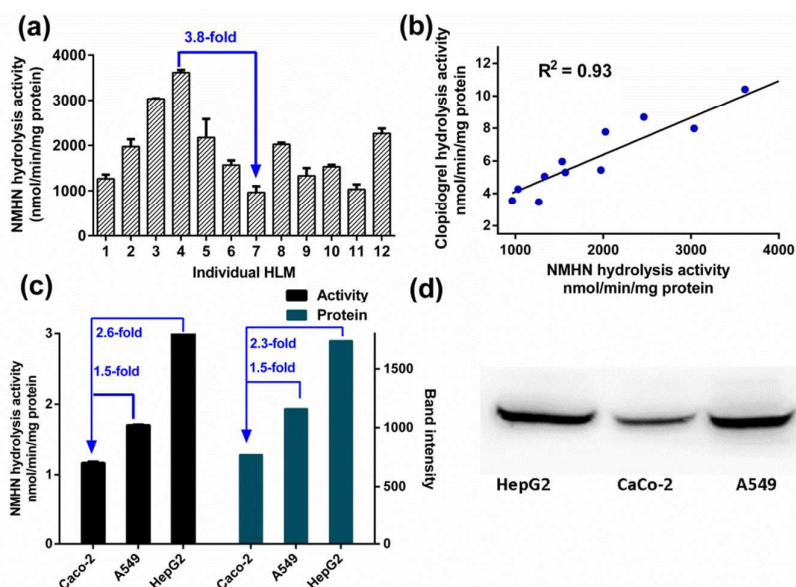 (a)
3.8-fold
NMHN hydrolysis activity
(nmol/min/mg protein)
4000
3000
2000
1000
0
1 2 3 4 5 6 7 8 9 10 11 12
Individual HLM
(b)
R² = 0.93
Clopidogrel hydrolysis activity
nmol/min/mg protein
12
10
8
6
4
2
1000 2000 3000 4000
NMHN hydrolysis activity
nmol/min/mg protein
(c)
Activity
Protein
NMHN hydrolysis activity
nmol/min/mg protein
3
2
1
0
2.6-fold
1.5-fold
2.3-fold
1.5-fold
1500
1000
500
0
Band intensity
Caco-2 A549 HepG2 Caco-2 A549 HepG2
(d)
HepG2 CaCo-2 A549